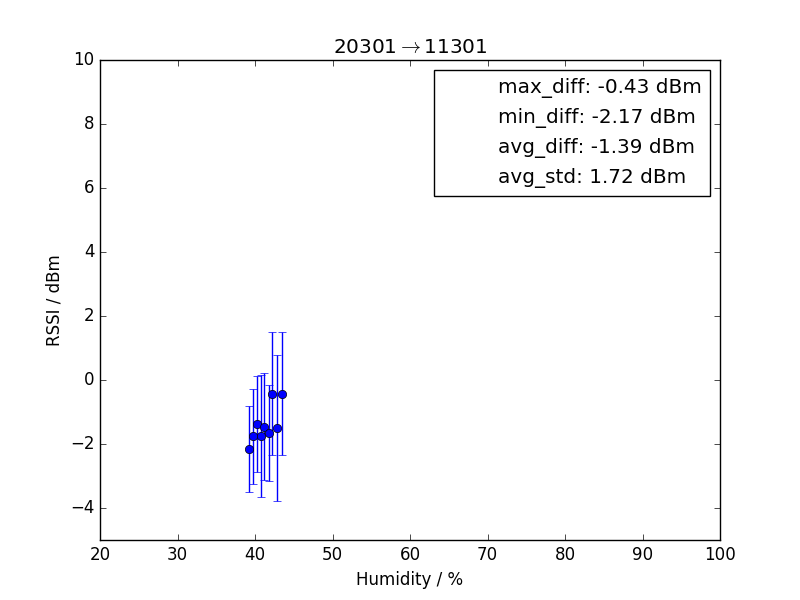 20301→11301
max_diff: -0.43 dBm
min_diff: -2.17 dBm
avg_diff: -1.39 dBm
avg_std: 1.72 dBm
RSSI / dBm
10
8
6
4
2
0
−2
−4
20 30 40 50 60 70 80 90 100
Humidity / %